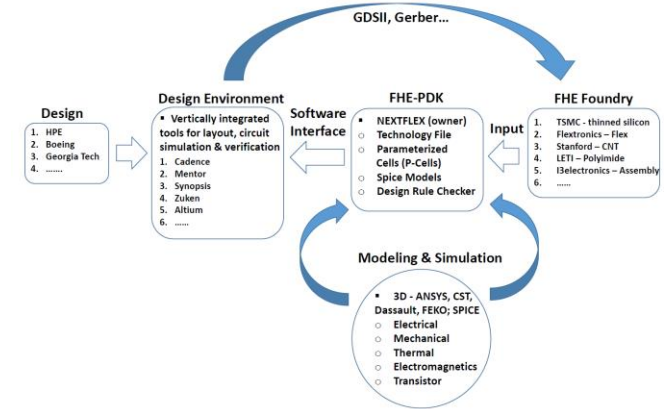 GDSII, Gerber...
Design
1. HPE
2. Boeing
3. Georgia Tech
4. .......
Design Environment
▪ Vertically integrated
tools for layout, circuit
simulation & verification
1. Cadence
2. Mentor
3. Synopsis
4. Zuken
5. Altium
6. ......
Software
Interface
FHE-PDK
▪ NEXTFLEX (owner)
○ Technology File
○ Parameterized
Cells (P-Cells)
○ Spice Models
○ Design Rule Checker
Input
FHE Foundry
1. TSMC - thinned silicon
2. Flextronics – Flex
3. Stanford – CNT
4. LETI – Polyimide
5. I3electronics – Assembly
6. ......
Modeling & Simulation
▪ 3D - ANSYS, CST,
Dassault, FEKO; SPICE
○ Electrical
○ Mechanical
○ Thermal
○ Electromagnetics
○ Transistor